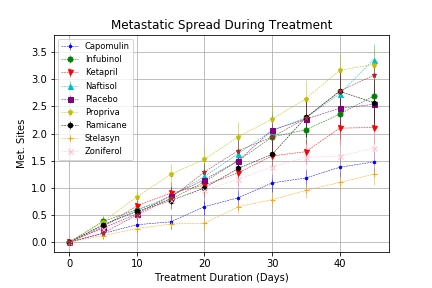 Metastatic Spread During Treatment
Met. Sites
3.5
3.0
2.5
2.0
1.5
1.0
0.5
0.0
Capomulin
Infubinol
Ketapril
Naftisol
Placebo
Propriva
Ramicane
Stelasyn
Zoniferol
0
10
20
30
40
Treatment Duration (Days)